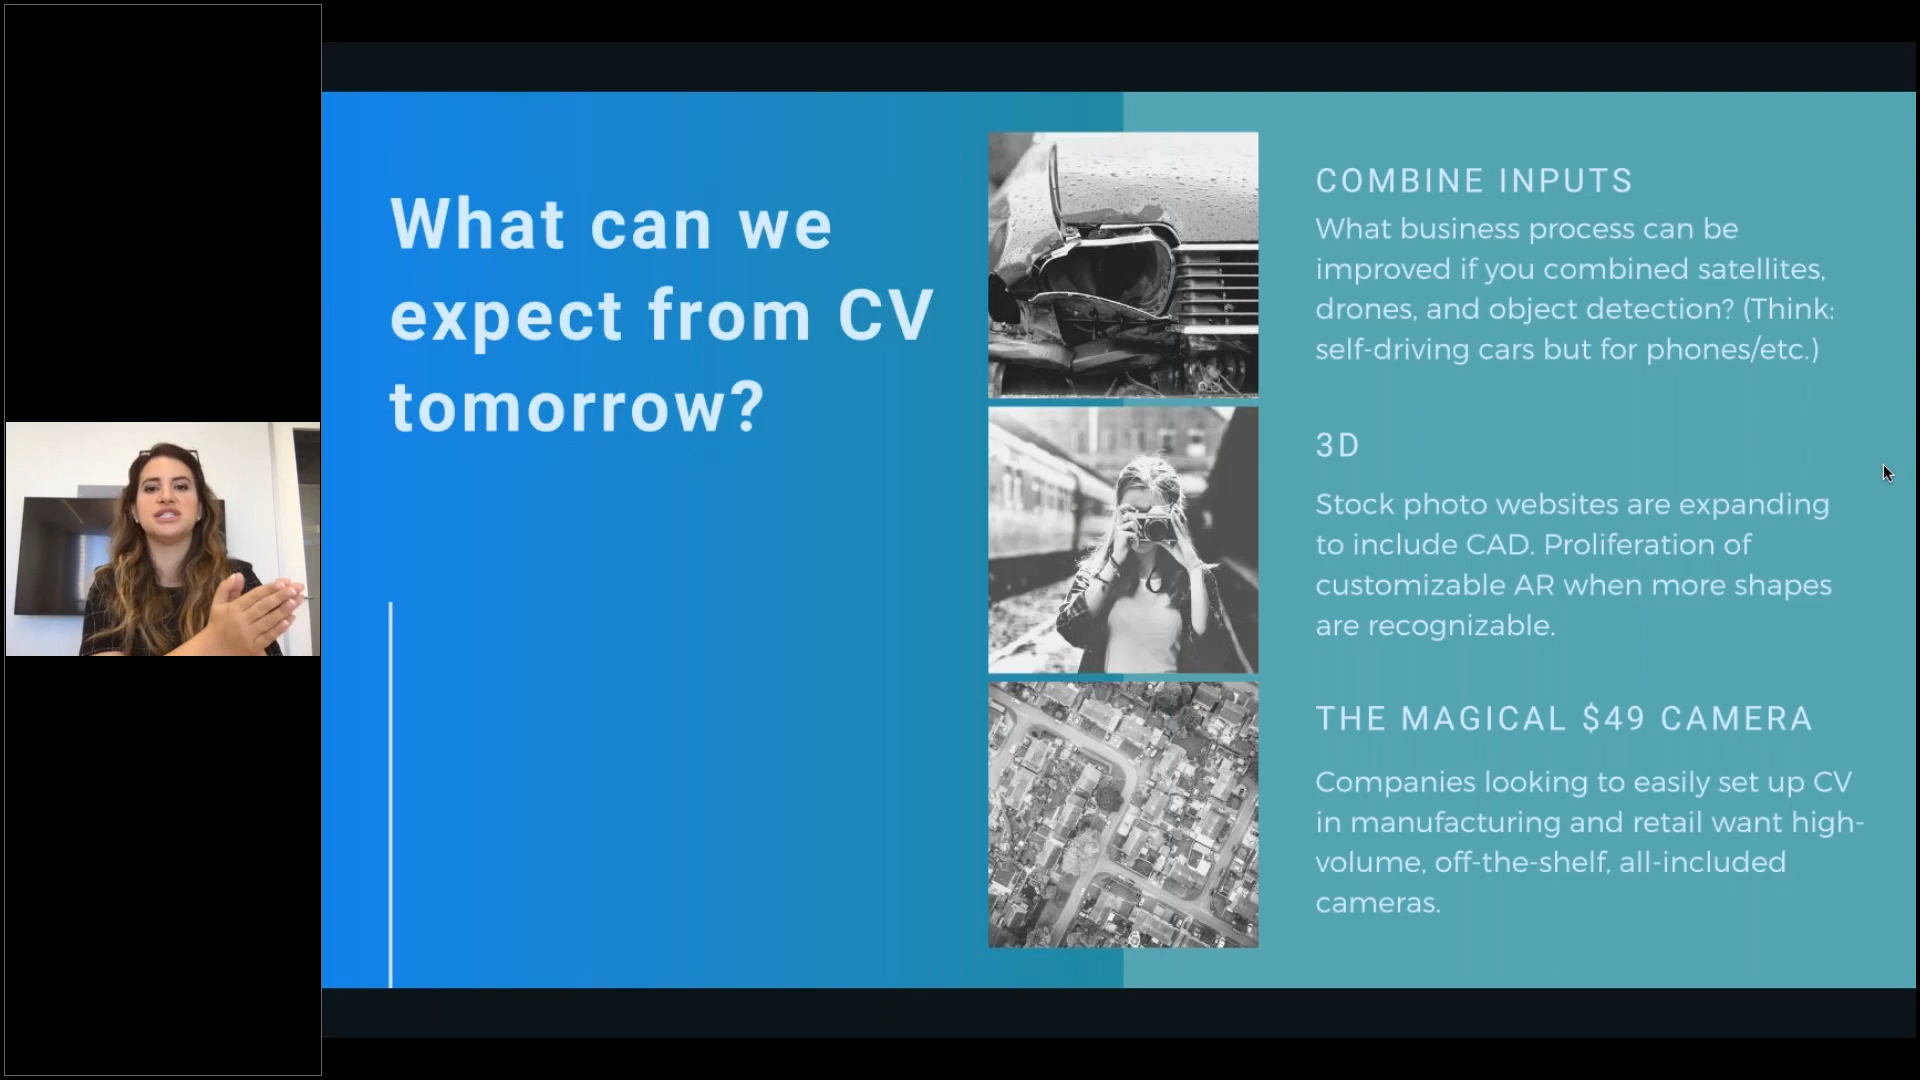 What can we
expect from CV
tomorrow?
COMBINE INPUTS
What business process can be
improved if you combined satellites,
drones, and object detection? (Think:
self-driving cars but for phones/etc.)
3D
Stock photo websites are expanding
to include CAD. Proliferation of
customizable AR when more shapes
are recognizable.
THE MAGICAL $49 CAMERA
Companies looking to easily set up CV
in manufacturing and retail want high-
volume, off-the-shelf, all-included
cameras.